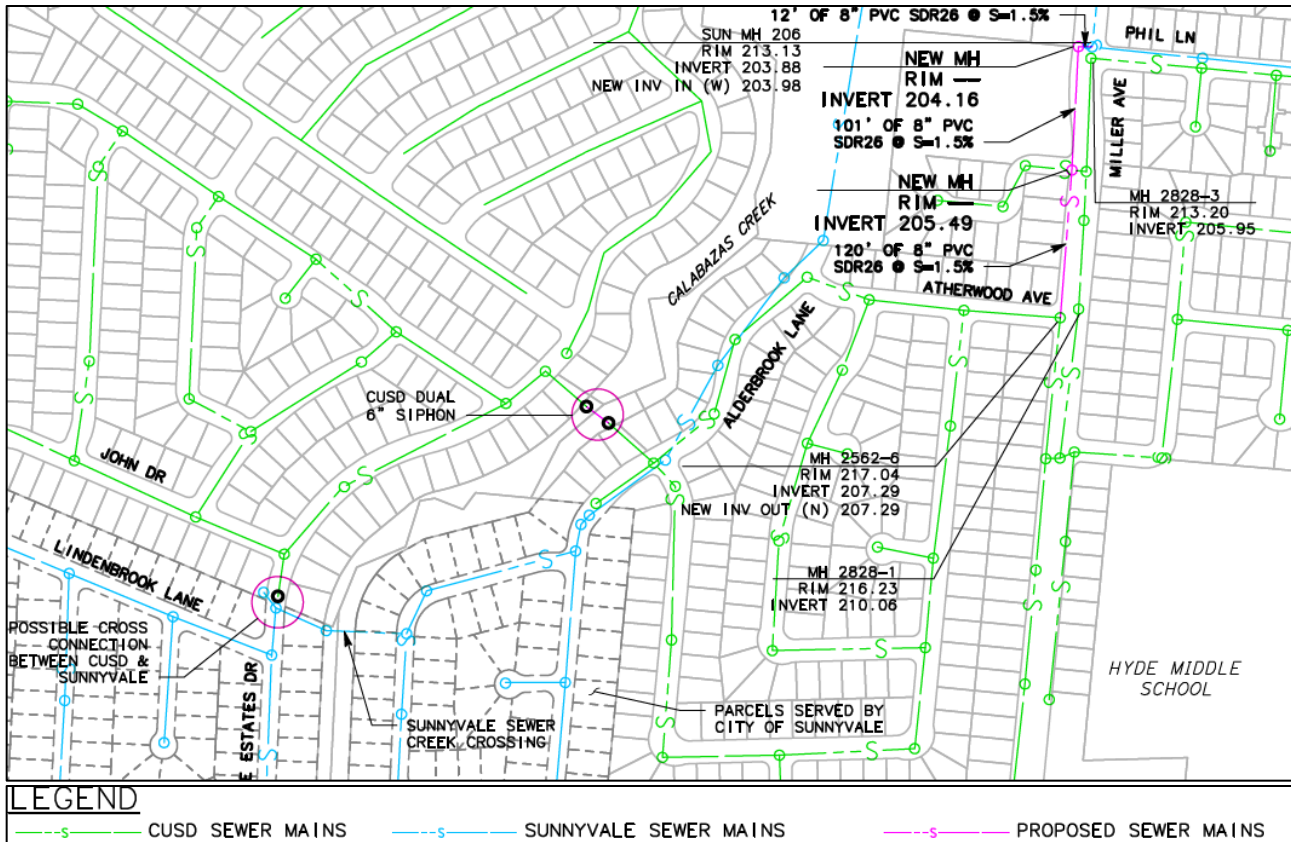 12' OF 8" PVC SDR26 @ S=1.5%
PHIL LN
SUN MH 206
RIM 213.13
INVERT 203.88
NEW INV IN (W) 203.98
NEW MH
RIM —
INVERT 204.16
101' OF 8" PVC
SDR26 @ S=1.5%
MILLER AVE
NEW MH
RIM —
INVERT 205.49
MH 2828-3
RIM 213.20
INVERT 205.95
120' OF 8" PVC
SDR26 @ S=1.5%
CALABAZAS CREEK
ATHERWOOD AVE
ALDERBROOK LANE
CUSD DUAL
6" SIPHON
JOHN DR
MH 2562-6
RIM 217.04
INVERT 207.29
NEW INV OUT (N) 207.29
LINDENBROOK LANE
MH 2828-1
RIM 216.23
INVERT 210.06
POSSIBLE CROSS
CONNECTION
BETWEEN CUSD &
SUNNYVALE
E ESTATES DR
SUNNYVALE SEWER
CREEK CROSSING
PARCELS SERVED BY
CITY OF SUNNYVALE
HYDE MIDDLE
SCHOOL
LEGEND
S CUSD SEWER MAINS
S SUNNYVALE SEWER MAINS
S PROPOSED SEWER MAINS